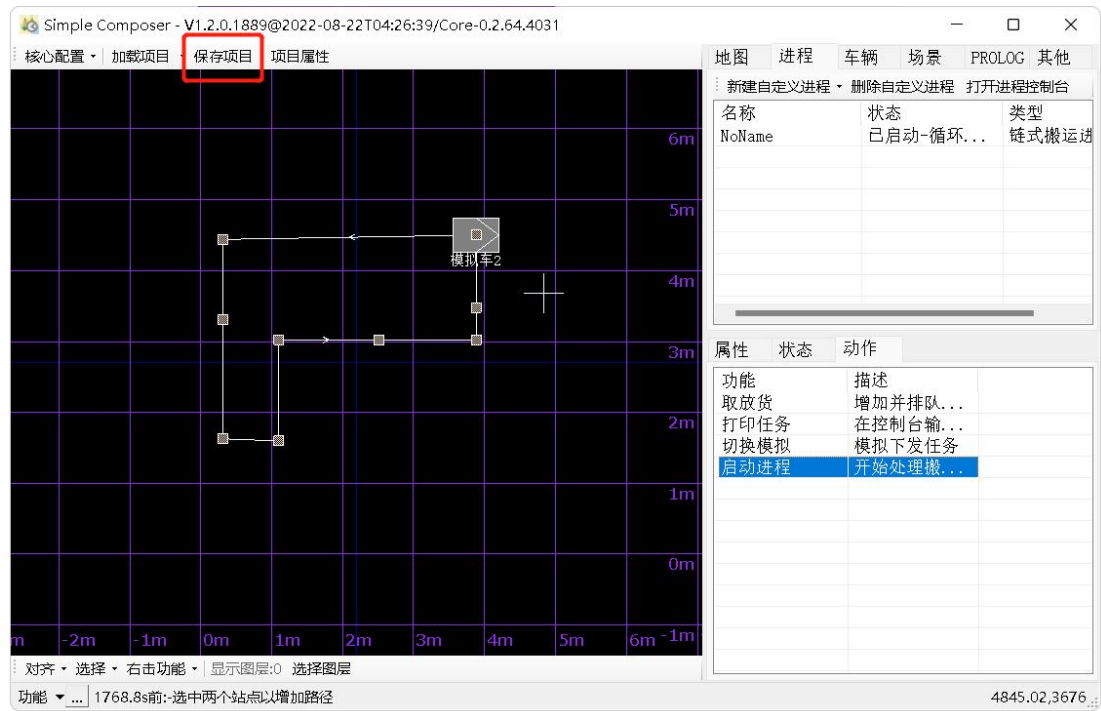 Simple Composer - V1.2.0.1889@2022-08-22T04:26:39/Core-0.2.64.4031
核心配置 加载项目 保存项目 项目属性
地图 进程 车辆 场景 PROLOG 其他
新建自定义进程 删除自定义进程 打开进程控制台
名称 状态 类型
NoName 已启动-循环... 链式搬运进
6m
5m
模拟车2
4m
3m
2m
1m
0m
m -2m -1m 0m 1m 2m 3m 4m 5m 6m -1m
属性 状态 动作
功能 描述
取放货 增加并排队...
打印任务 在控制台输...
切换模拟 模拟下发任务
启动进程 开始处理搬...
对齐 选择 右击功能 显示图层:0 选择图层
功能 ... 1768.8s前:-选中两个站点以增加路径 4845.02,3676